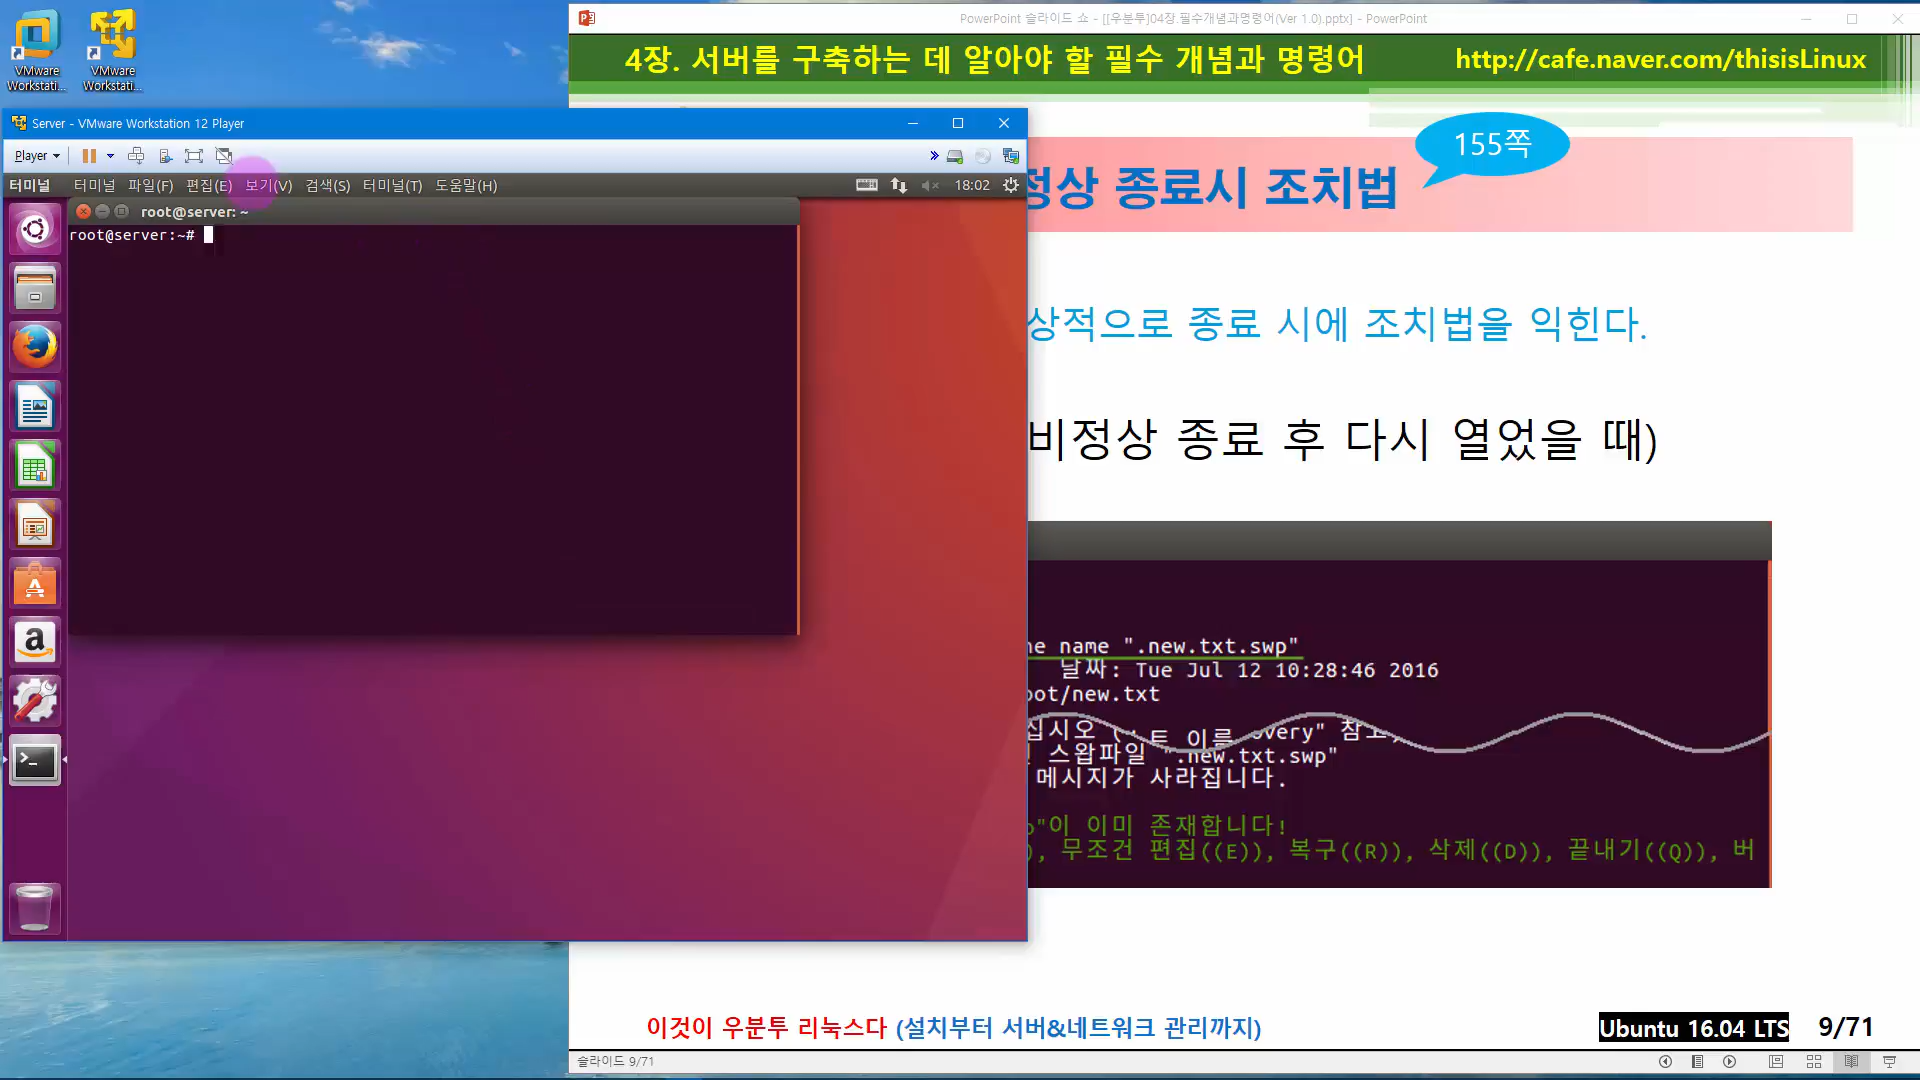 VMware Workstati...
VMware Workstati...
PowerPoint 슬라이드 쇼 - [[우분투]04장.필수개념과명령어(Ver 1.0).pptx] - PowerPoint
4장. 서버를 구축하는 데 알아야 할 필수 개념과 명령어
http://cafe.naver.com/thisisLinux
Server - VMware Workstation 12 Player
Player
터미널 터미널 파일(F) 편집(E) 보기(V) 검색(S) 터미널(T) 도움말(H)
18:02
root@server: ~
root@server:~#
155쪽
정상 종료시 조치법
상적으로 종료 시에 조치법을 익힌다.
비정상 종료 후 다시 열었을 때)
name ".new.txt.swp"
날짜: Tue Jul 12 10:28:46 2016
oot/new.txt
십시오
트 이름
overy" 참고
스왑파일 ".new.txt.swp"
메시지가 사라집니다.
"이 이미 존재합니다!
), 무조건 편집((E)), 복구((R)), 삭제((D)), 끝내기((Q)), 버
이것이 우분투 리눅스다 (설치부터 서버&네트워크 관리까지)
Ubuntu 16.04 LTS
9/71
슬라이드 9/71